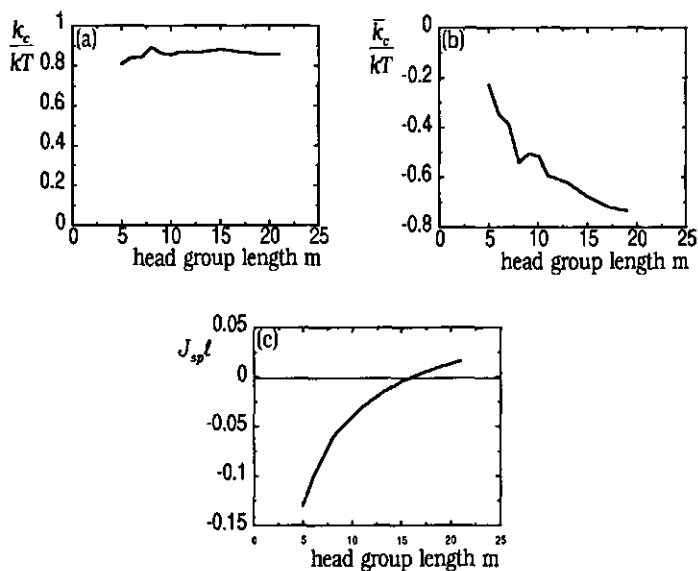 k_c
kT
(a)
1
0.8
0.6
0.4
0.2
0
0 5 10 15 20 25
head group length m
k̄_c
kT
(b)
0
-0.2
-0.4
-0.6
-0.8
0 5 10 15 20 25
head group length m
J_{sp}ℓ
(c)
0.05
0
-0.05
-0.1
-0.15
0 5 10 15 20 25
head group length m